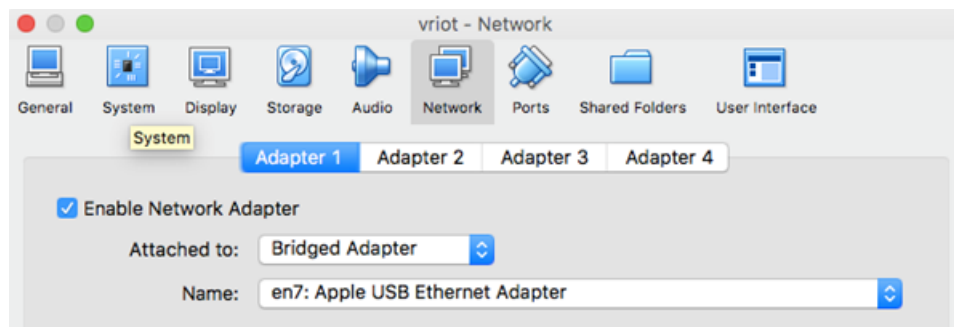 vriot - Network
General System Display Storage Audio Network Ports Shared Folders User Interface
System
Adapter 1 Adapter 2 Adapter 3 Adapter 4
Enable Network Adapter
Attached to: Bridged Adapter
Name: en7: Apple USB Ethernet Adapter